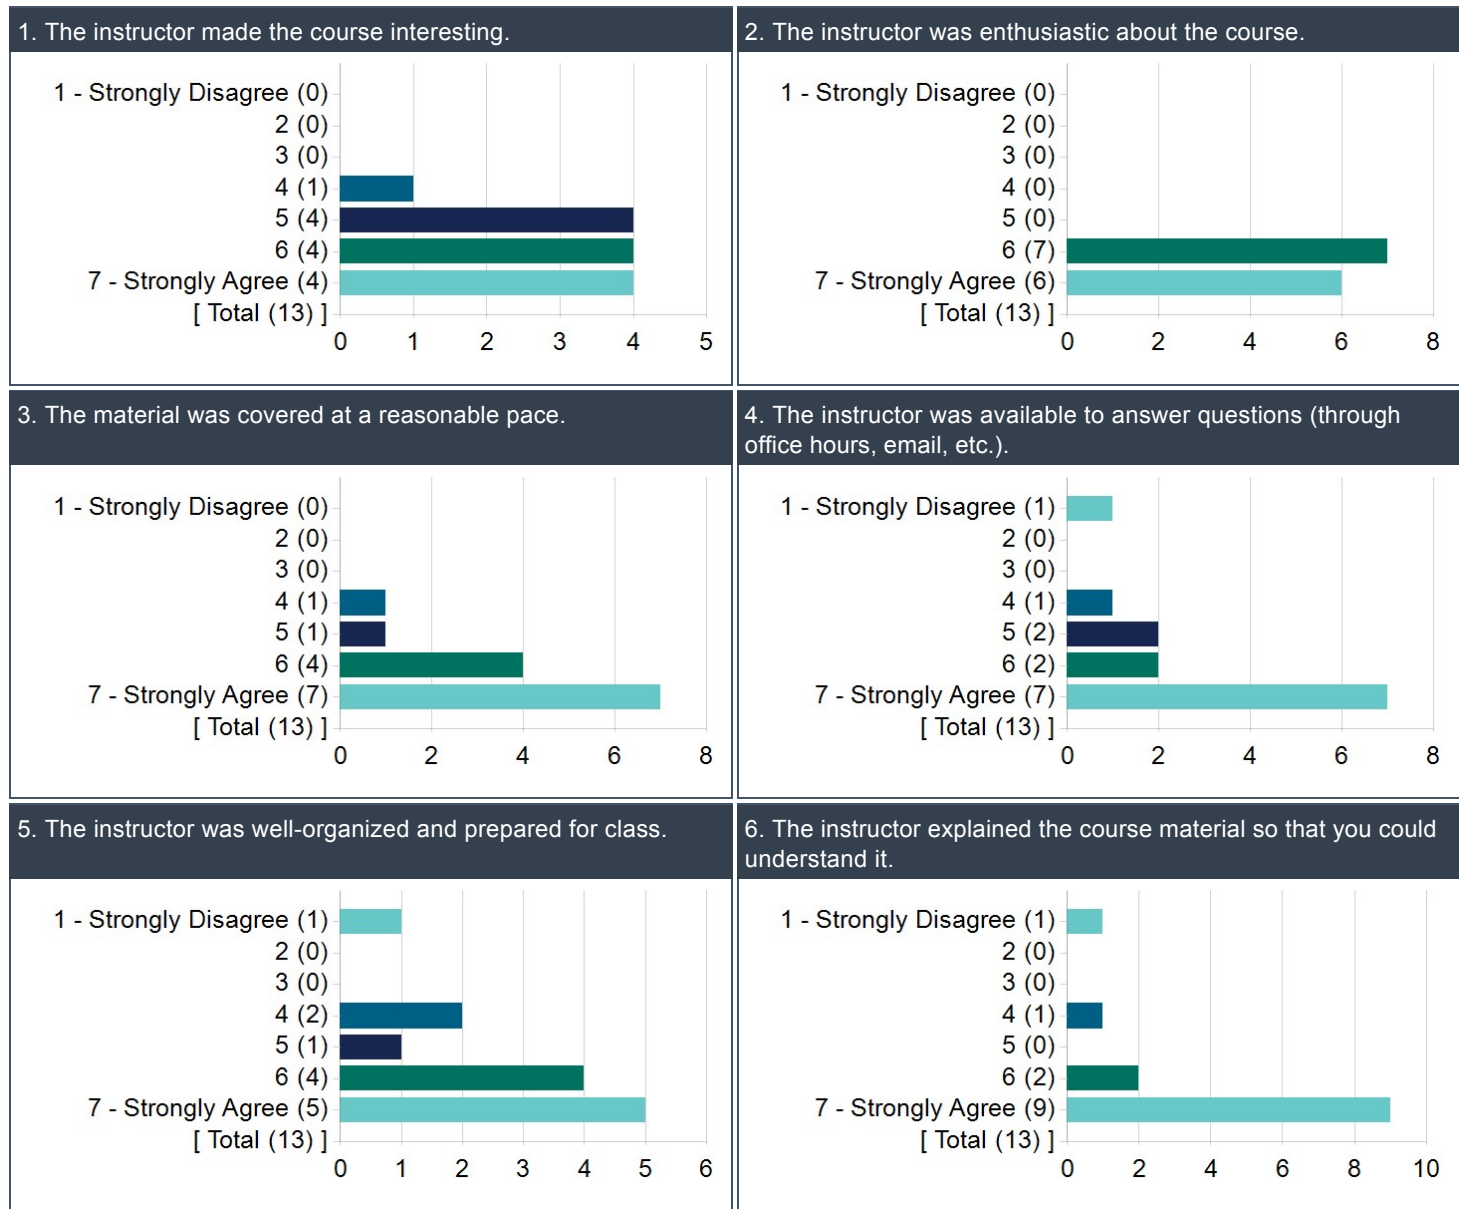 1. The instructor made the course interesting.
1 - Strongly Disagree (0)
2 (0)
3 (0)
4 (1)
5 (4)
6 (4)
7 - Strongly Agree (4)
[ Total (13) ]
0 1 2 3 4 5
2. The instructor was enthusiastic about the course.
1 - Strongly Disagree (0)
2 (0)
3 (0)
4 (0)
5 (0)
6 (7)
7 - Strongly Agree (6)
[ Total (13) ]
0 2 4 6 8
3. The material was covered at a reasonable pace.
1 - Strongly Disagree (0)
2 (0)
3 (0)
4 (1)
5 (1)
6 (4)
7 - Strongly Agree (7)
[ Total (13) ]
0 2 4 6 8
4. The instructor was available to answer questions (through
office hours, email, etc.).
1 - Strongly Disagree (1)
2 (0)
3 (0)
4 (1)
5 (2)
6 (2)
7 - Strongly Agree (7)
[ Total (13) ]
0 2 4 6 8
5. The instructor was well-organized and prepared for class.
1 - Strongly Disagree (1)
2 (0)
3 (0)
4 (2)
5 (1)
6 (4)
7 - Strongly Agree (5)
[ Total (13) ]
0 1 2 3 4 5 6
6. The instructor explained the course material so that you could
understand it.
1 - Strongly Disagree (1)
2 (0)
3 (0)
4 (1)
5 (0)
6 (2)
7 - Strongly Agree (9)
[ Total (13) ]
0 2 4 6 8 10